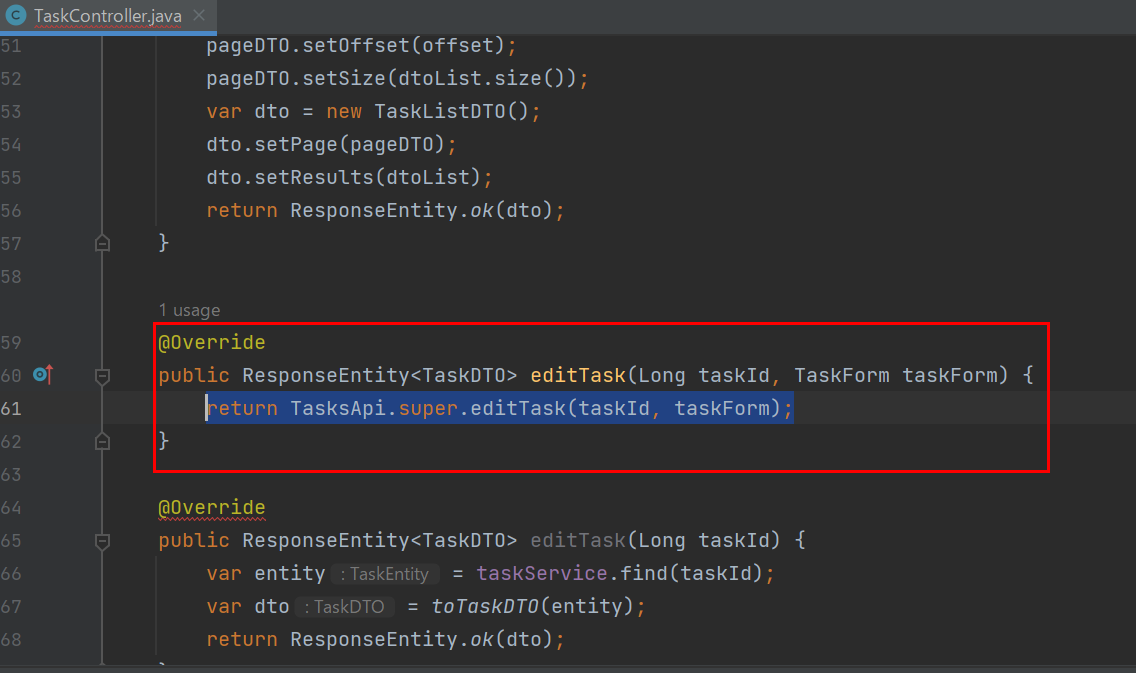 TaskController.java
51 pageDTO.setOffset(offset);
52 pageDTO.setSize(dtoList.size());
53 var dto = new TaskListDTO();
54 dto.setPage(pageDTO);
55 dto.setResults(dtoList);
56 return ResponseEntity.ok(dto);
57 }
58
1 usage
59 @Override
60 public ResponseEntity<TaskDTO> editTask(Long taskId, TaskForm taskForm) {
61 return TasksApi.super.editTask(taskId, taskForm);
62 }
63
64 @Override
65 public ResponseEntity<TaskDTO> editTask(Long taskId) {
66 var entity : TaskEntity = taskService.find(taskId);
67 var dto : TaskDTO = toTaskDTO(entity);
68 return ResponseEntity.ok(dto);